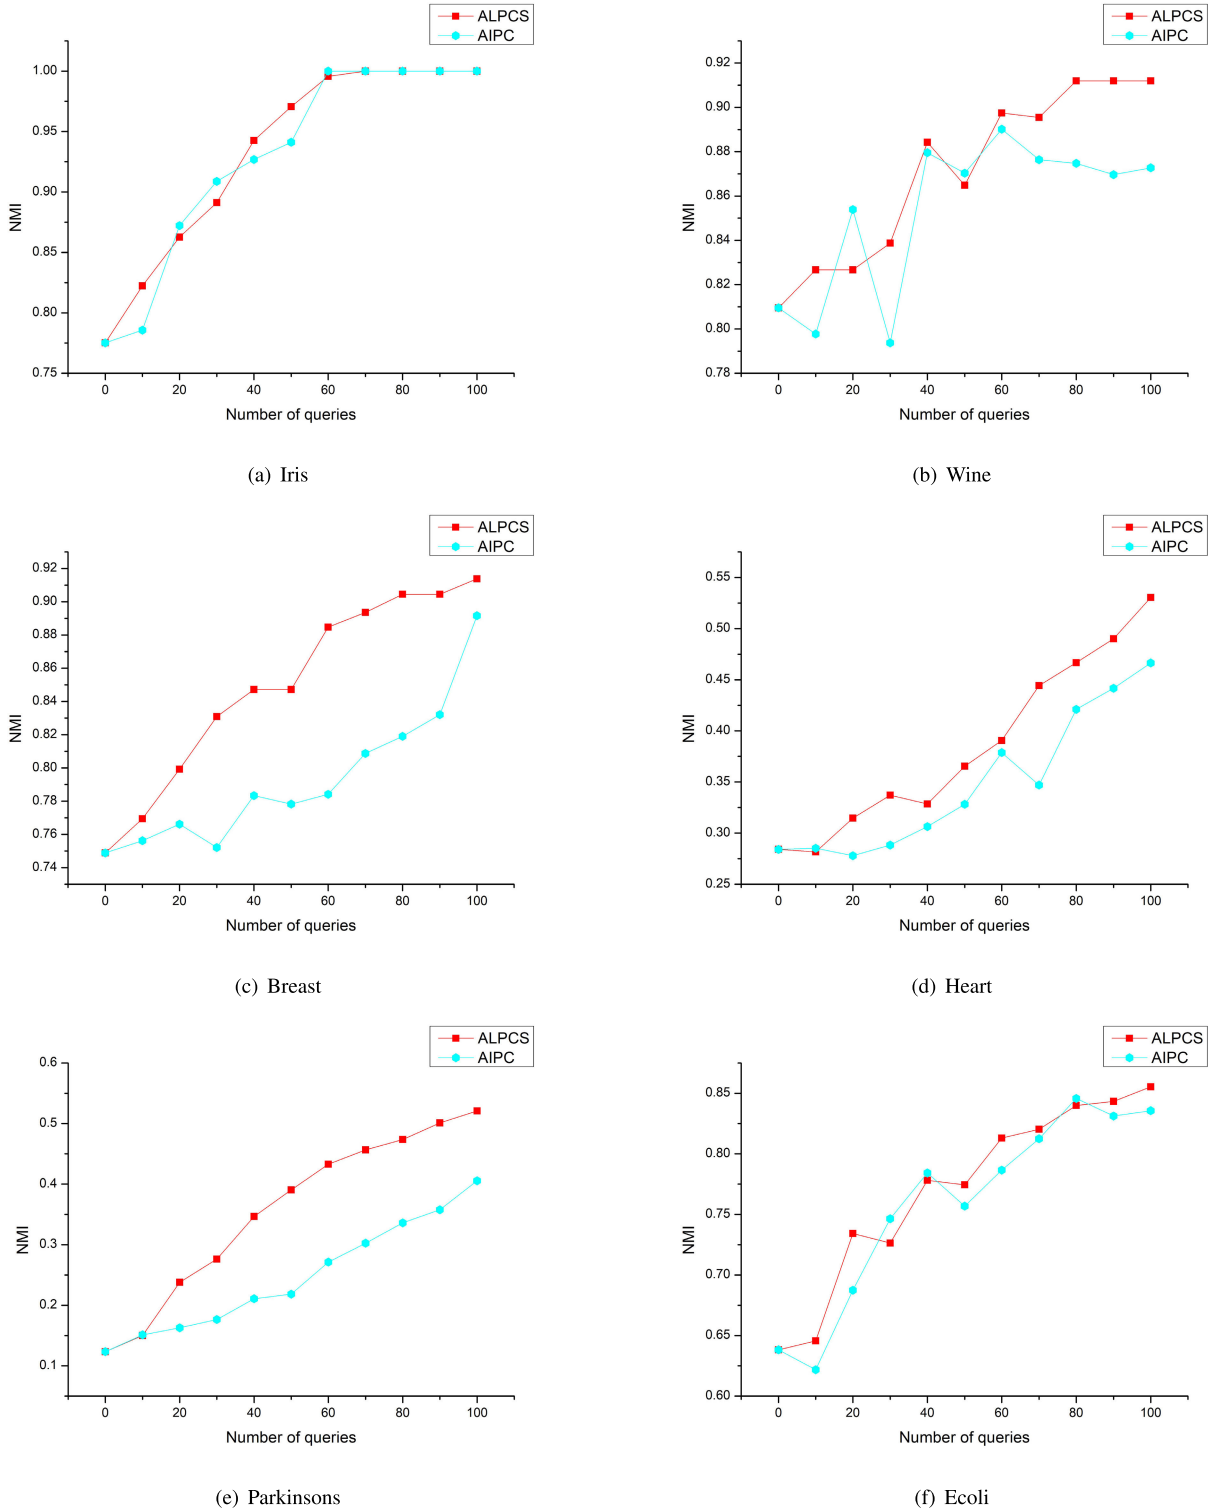 ALPCS
AIPC
1.00
0.95
0.90
0.85
0.80
0.75
NMI
0 20 40 60 80 100
Number of queries
(a) Iris
ALPCS
AIPC
0.92
0.90
0.88
0.86
0.84
0.82
0.80
0.78
NMI
0 20 40 60 80 100
Number of queries
(b) Wine
ALPCS
AIPC
0.92
0.90
0.88
0.86
0.84
0.82
0.80
0.78
0.76
0.74
NMI
0 20 40 60 80 100
Number of queries
(c) Breast
ALPCS
AIPC
0.55
0.50
0.45
0.40
0.35
0.30
0.25
NMI
0 20 40 60 80 100
Number of queries
(d) Heart
ALPCS
AIPC
0.6
0.5
0.4
0.3
0.2
0.1
NMI
0 20 40 60 80 100
Number of queries
(e) Parkinsons
ALPCS
AIPC
0.85
0.80
0.75
0.70
0.65
0.60
NMI
0 20 40 60 80 100
Number of queries
(f) Ecoli